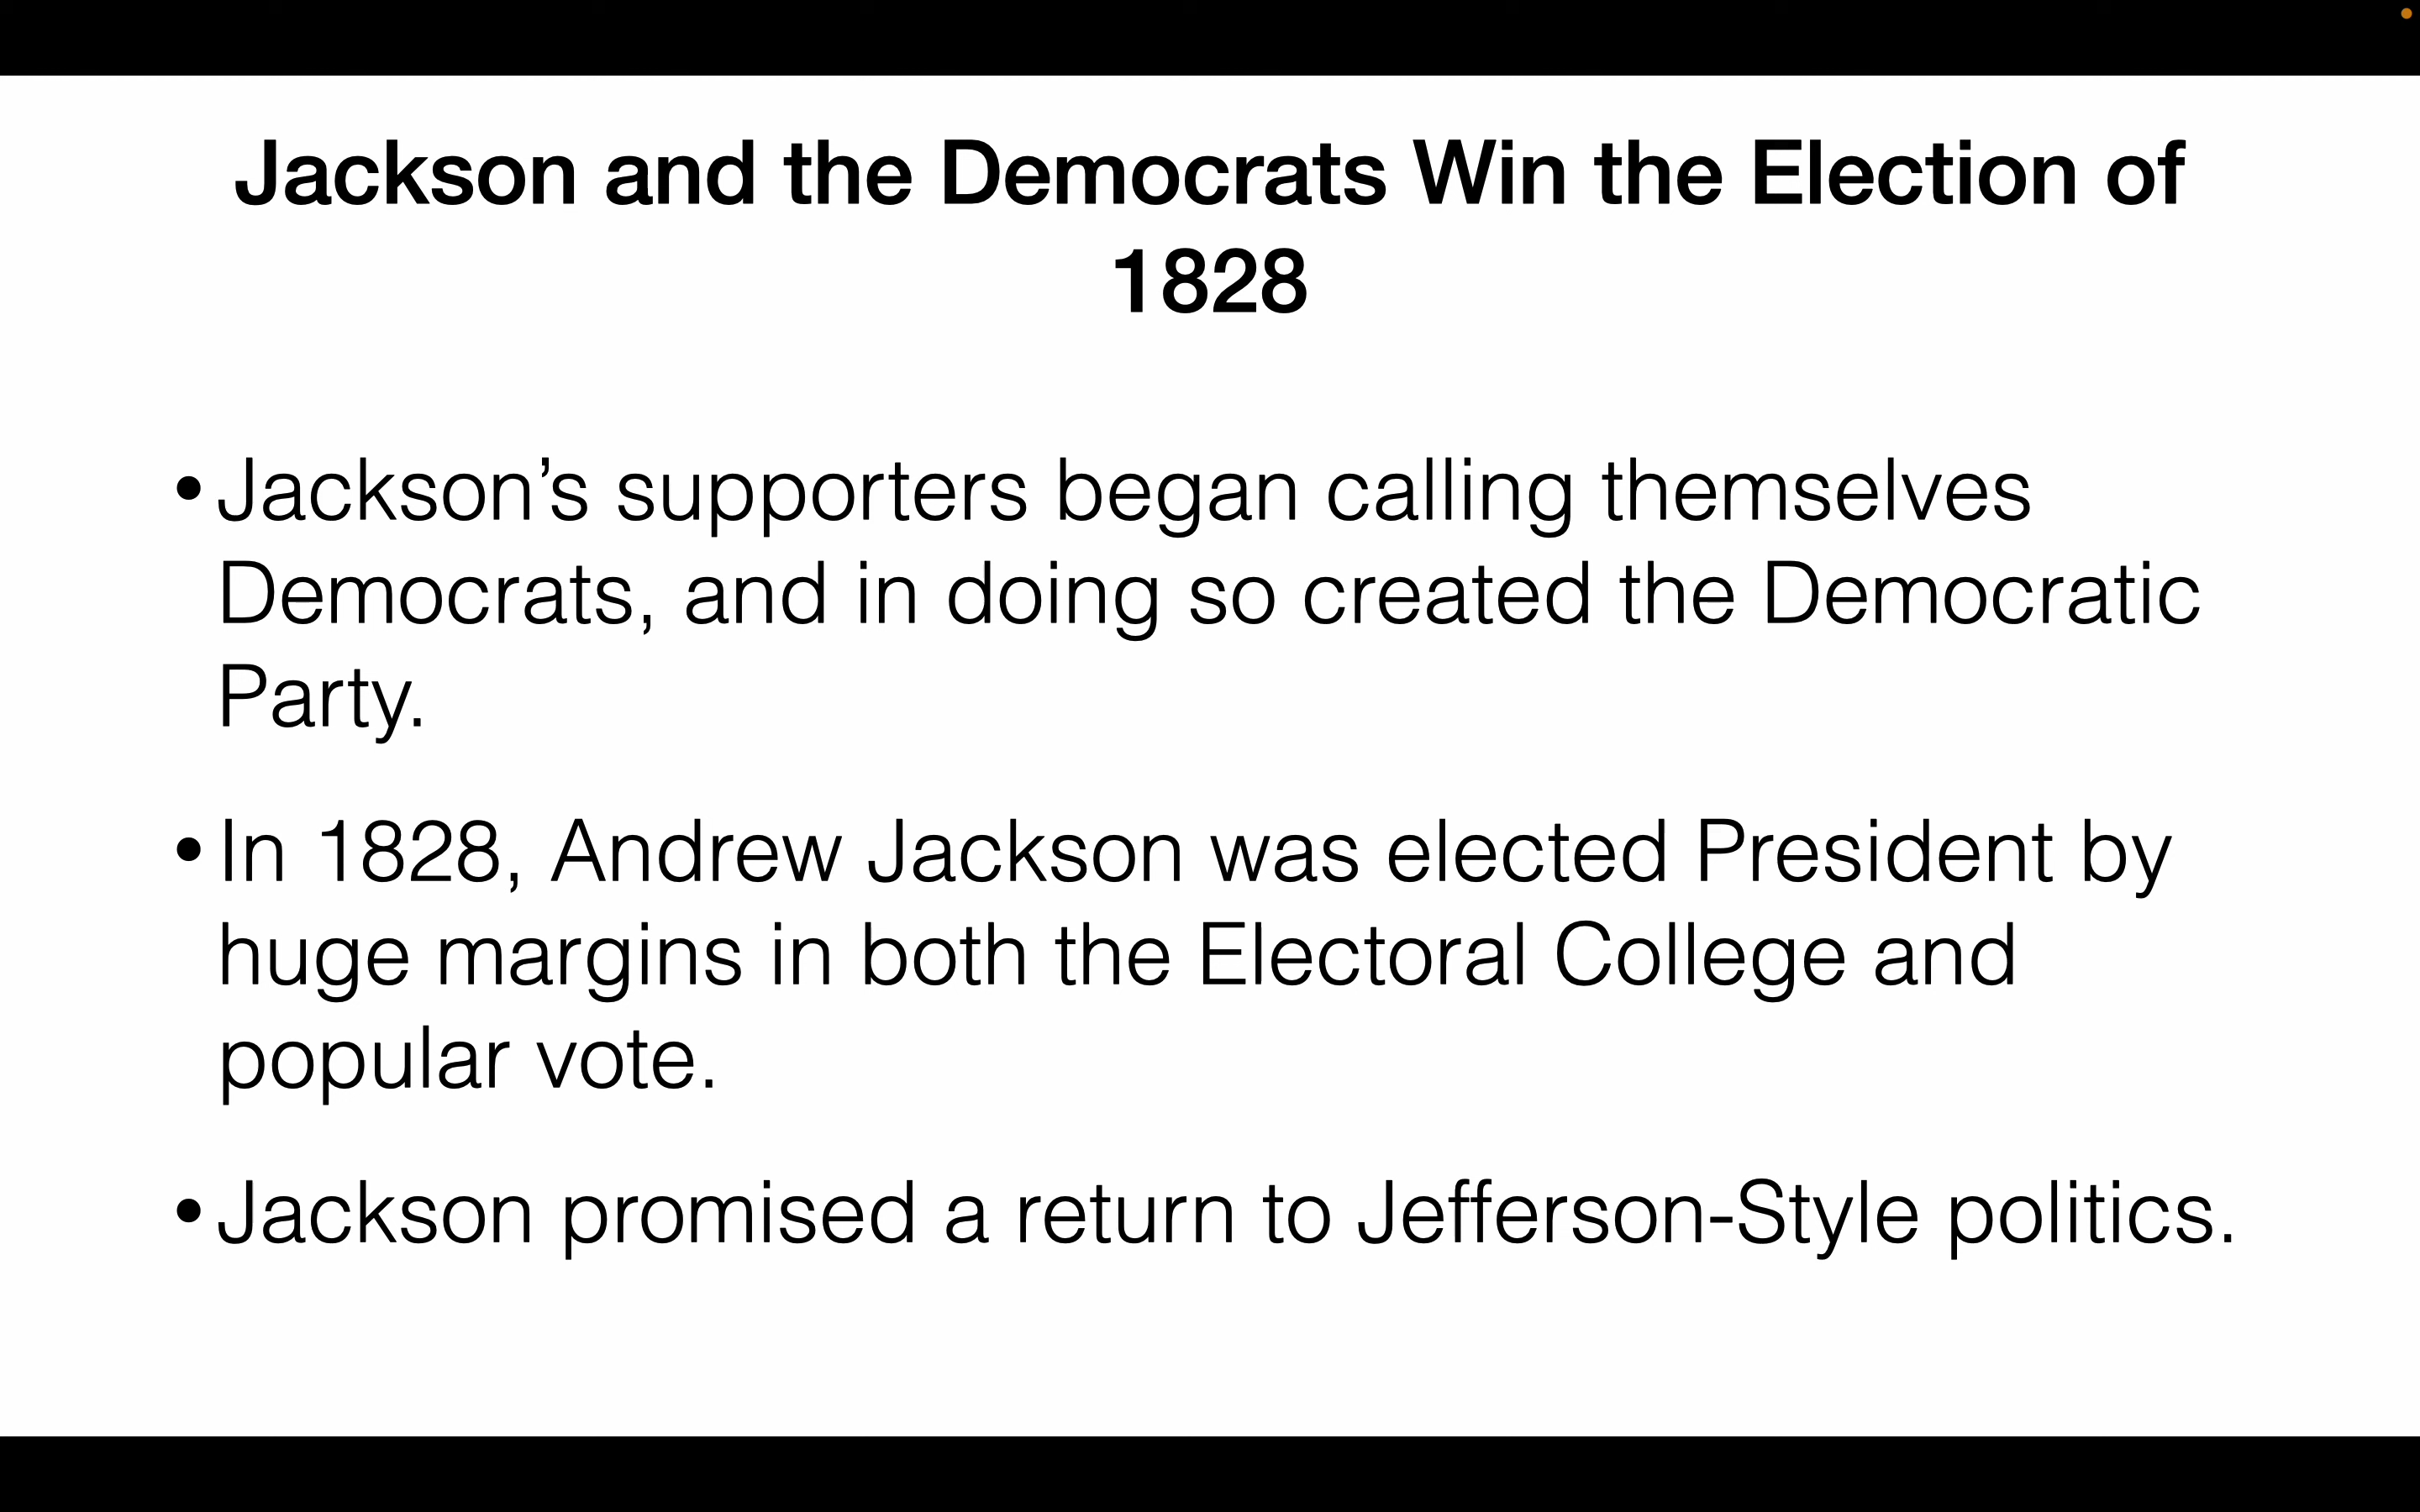 Jackson and the Democrats Win the Election of
1828
•Jackson’s supporters began calling themselves
Democrats, and in doing so created the Democratic
Party.
•In 1828, Andrew Jackson was elected President by
huge margins in both the Electoral College and
popular vote.
•Jackson promised a return to Jefferson-Style politics.